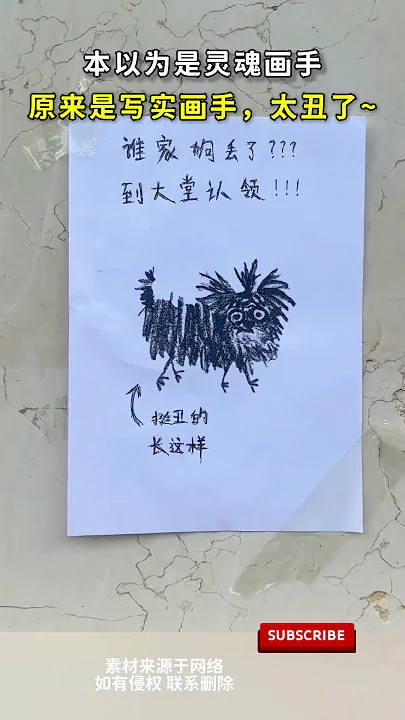 本以为是灵魂画手
原来是写实画手，太丑了~
谁家狗丢了???
到大堂认领!!!
挺丑的
长这样
SUBSCRIBE
素材来源于网络
如有侵权 联系删除